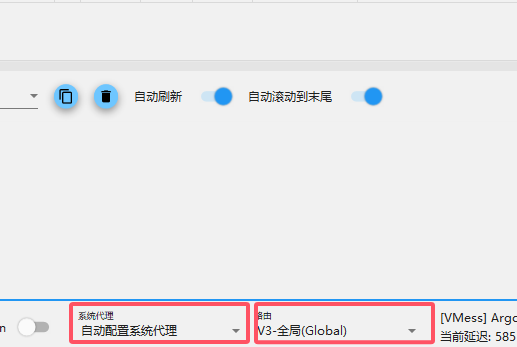 自动刷新
自动滚动到末尾
n
系统代理
自动配置系统代理
路由
V3-全局(Global)
[VMess] Argo
当前延迟: 585